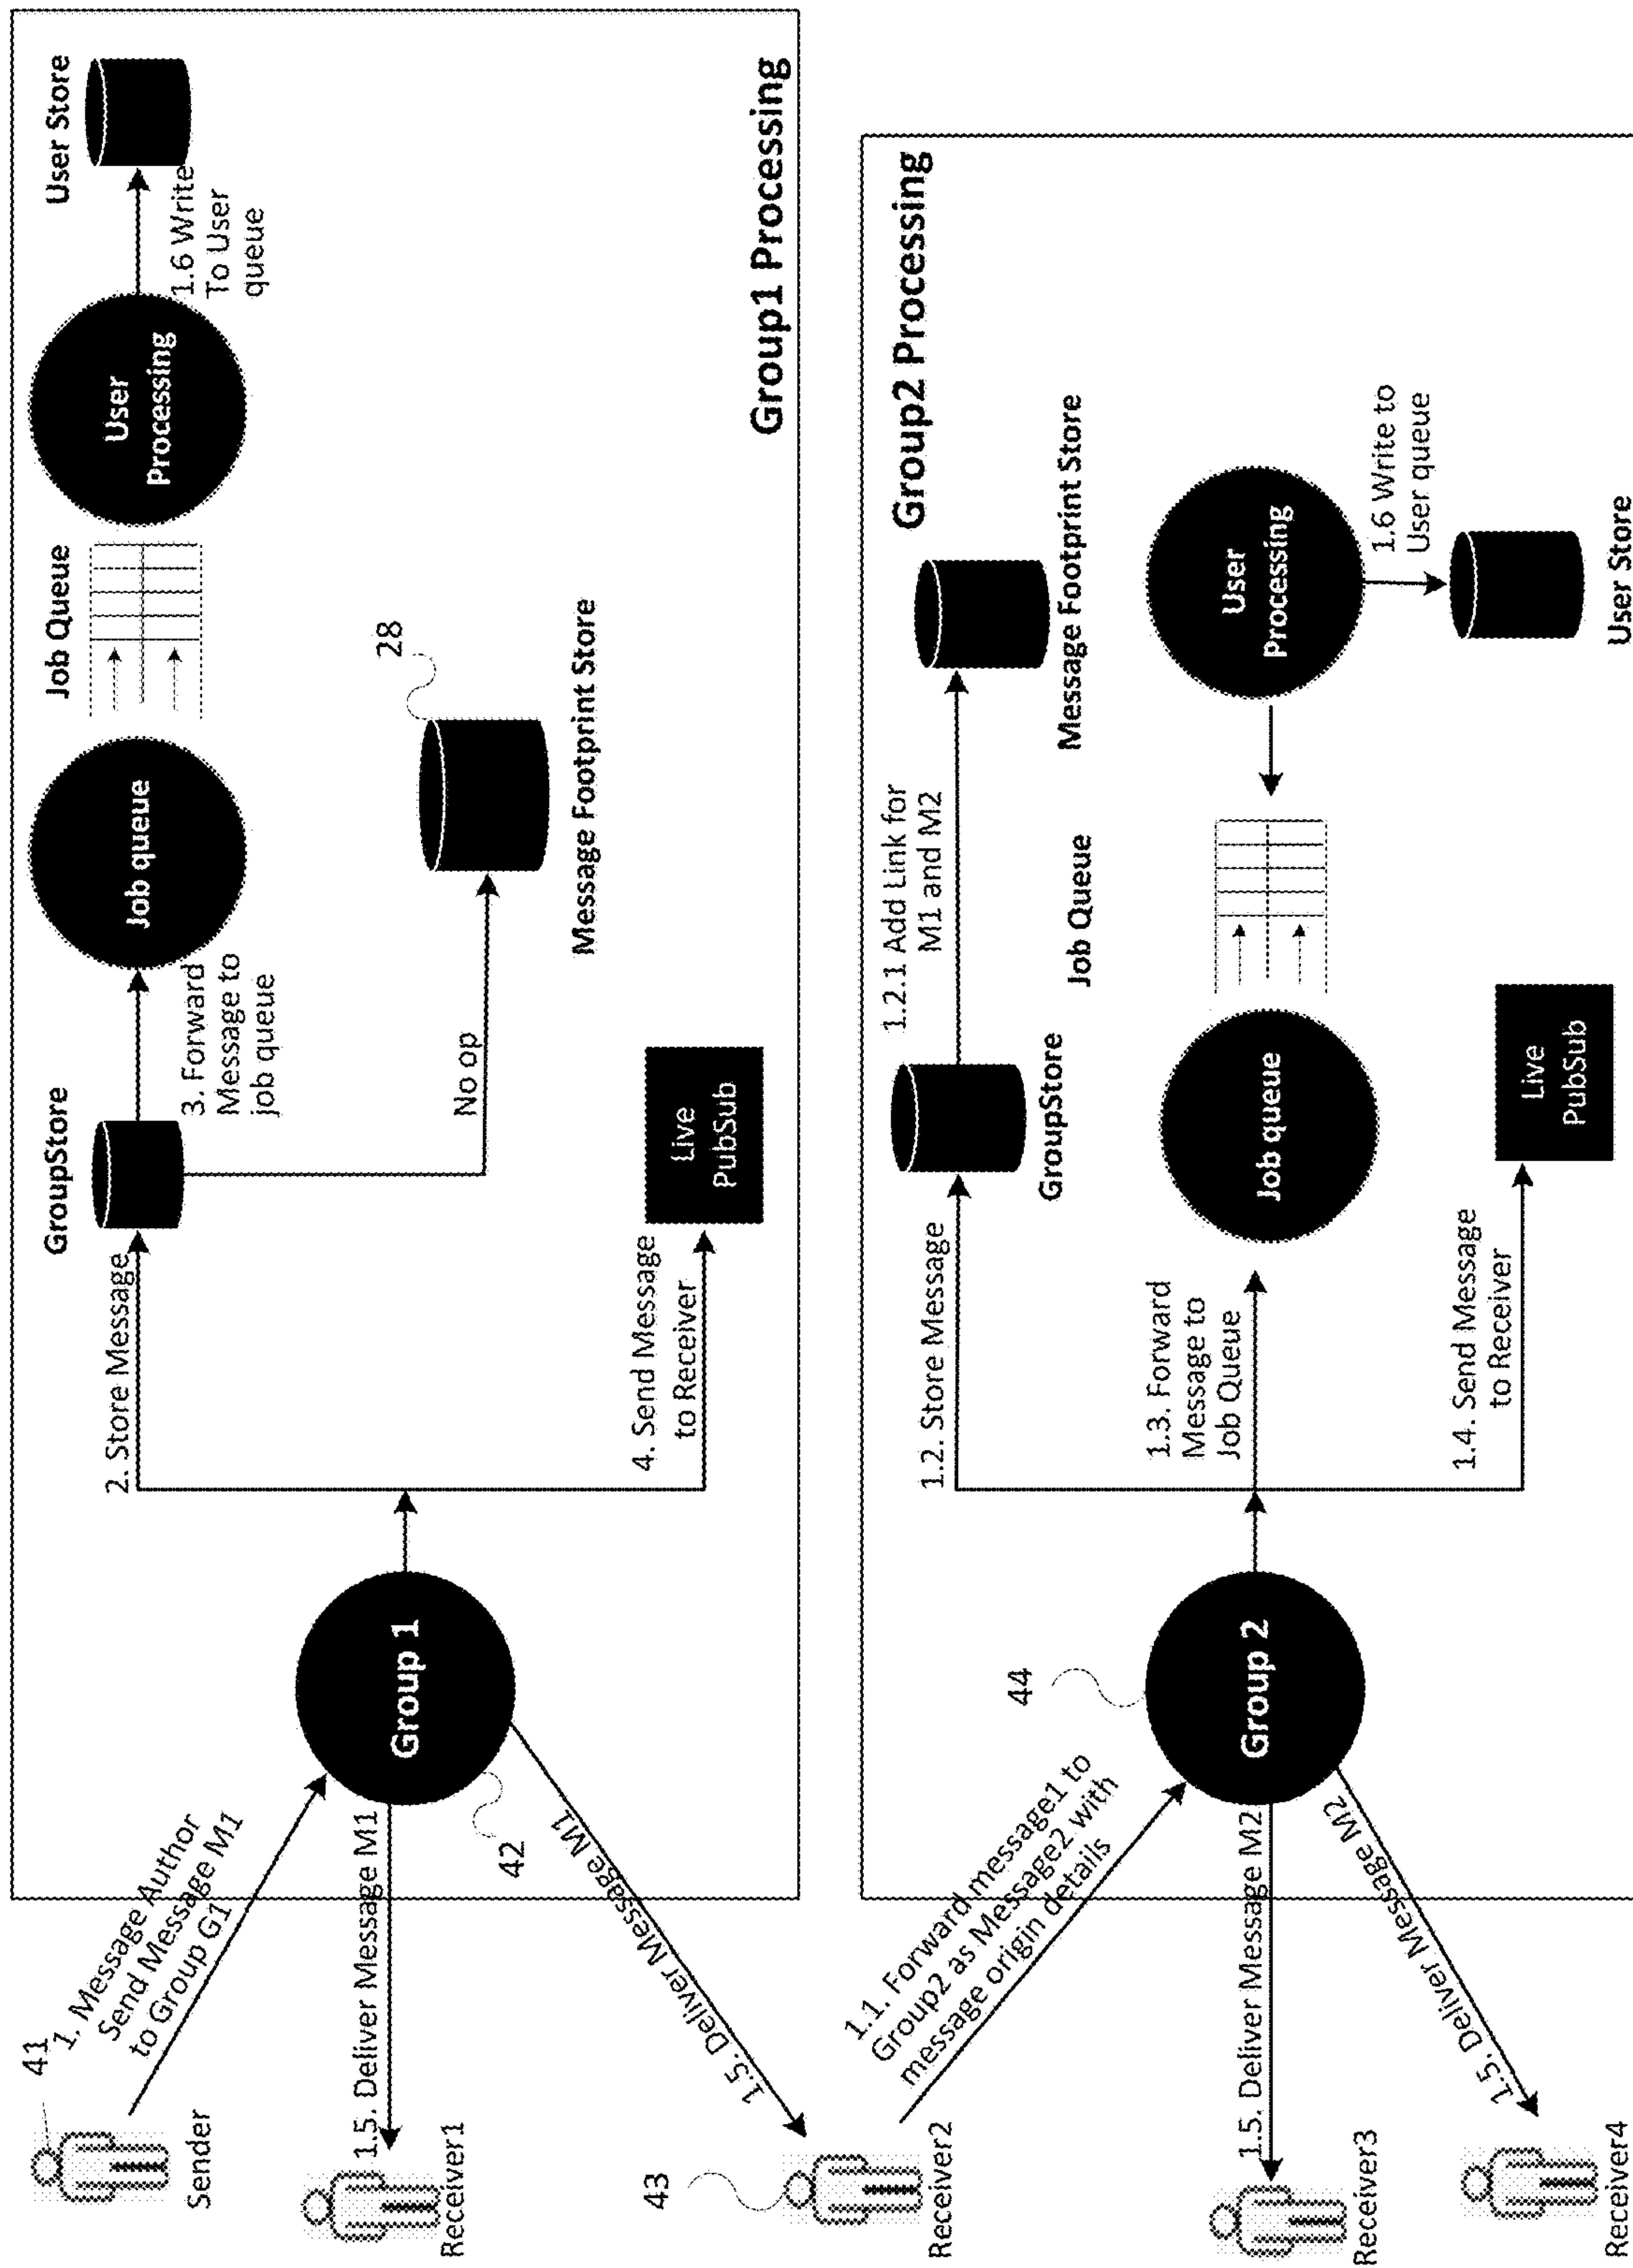 41
1. Message Author
Send Message M1
to Group G1
Sender
1.5. Deliver Message M1
Receiver1
1.5. Deliver Message M1
43
Receiver2
42
Group 1
2. Store Message
GroupStore
3. Forward
Message to
job queue
Job queue
Job Queue
User
Processing
1.6 Write
To User
queue
User Store
No op
28
Message Footprint Store
4. Send Message
to Receiver
Live
PubSub
Group1 Processing
1.1. Forward message1 to
Group2 as Message2 with
message origin details
44
Group 2
1.5. Deliver Message M2
Receiver3
1.5. Deliver Message M2
Receiver4
1.2. Store Message
GroupStore
1.2.1 Add Link for
M1 and M2
Message Footprint Store
Group2 Processing
1.3. Forward
Message to
Job Queue
Job queue
Job Queue
User
Processing
1.6 Write to
User queue
User Store
1.4. Send Message
to Receiver
Live
PubSub